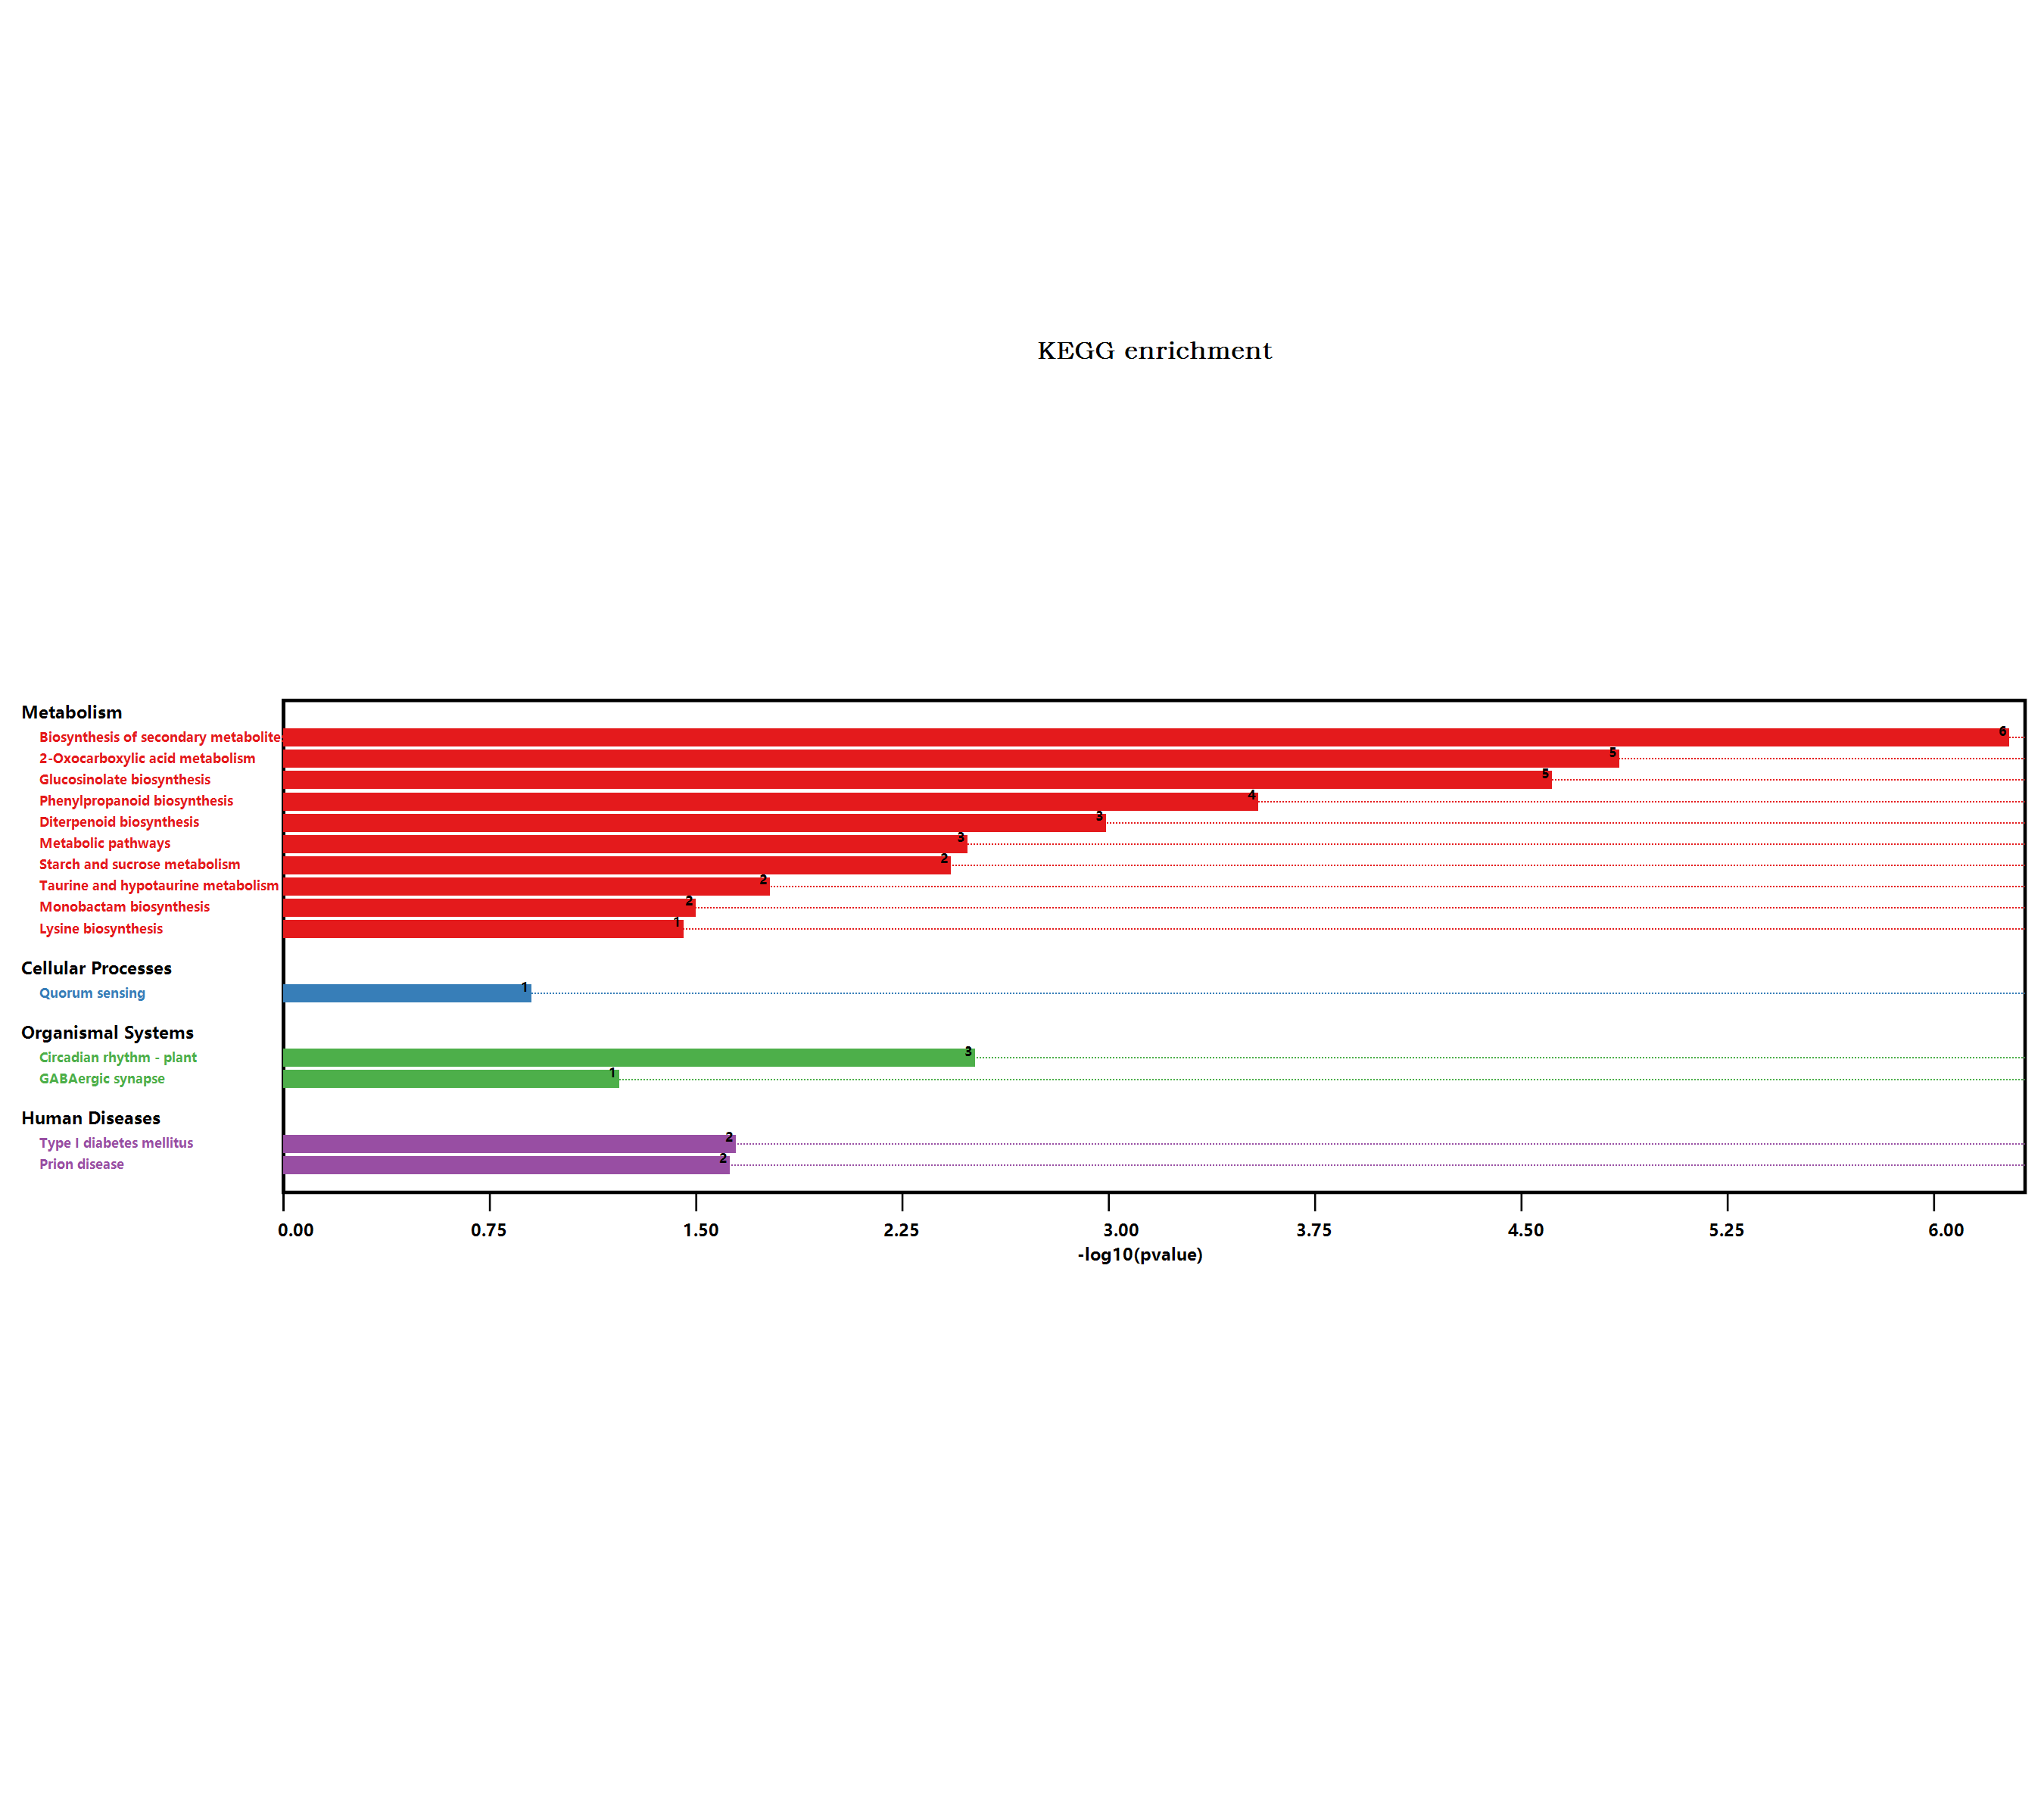 KEGG enrichment
Metabolism
Biosynthesis of secondary metabolite
6
2-Oxocarboxylic acid metabolism
5
Glucosinolate biosynthesis
5
Phenylpropanoid biosynthesis
4
Diterpenoid biosynthesis
3
Metabolic pathways
3
Starch and sucrose metabolism
2
Taurine and hypotaurine metabolism
2
Monobactam biosynthesis
2
Lysine biosynthesis
1
Cellular Processes
Quorum sensing
1
Organismal Systems
Circadian rhythm - plant
3
GABAergic synapse
1
Human Diseases
Type I diabetes mellitus
2
Prion disease
2
0.00 0.75 1.50 2.25 3.00 3.75 4.50 5.25 6.00
-log10(pvalue)